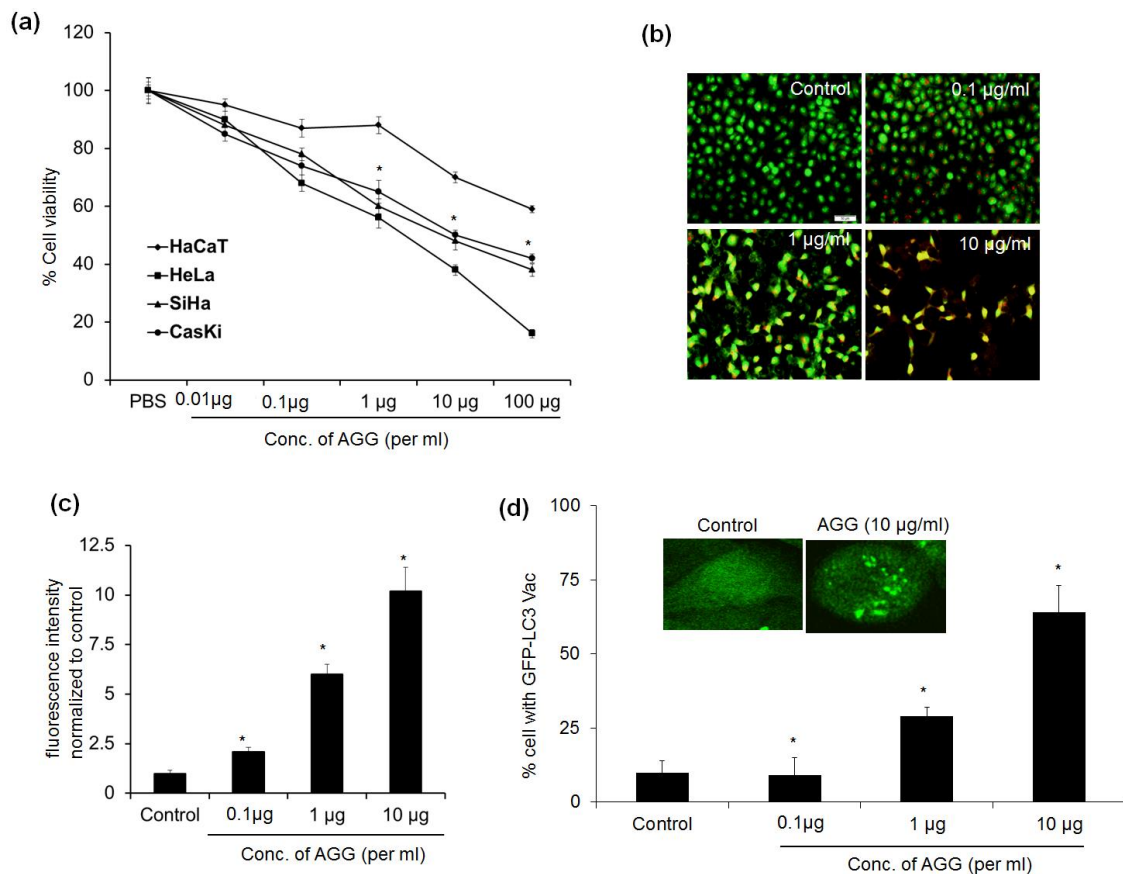 (a)
% Cell viability
120
100
80
60
40
20
0
*
*
*
HaCaT
HeLa
SiHa
CasKi
PBS 0.01µg 0.1µg 1 µg 10 µg 100 µg
Conc. of AGG (per ml)
(b)
Control
0.1 µg/ml
1 µg/ml
10 µg/ml
(c)
fluorescence intensity
normalized to control
12.5
10
7.5
5
2.5
0
*
*
*
Control 0.1µg 1 µg 10 µg
Conc. of AGG (per ml)
(d)
% cell with GFP-LC3 Vac
100
75
50
25
0
Control
AGG (10 µg/ml)
*
*
*
Control 0.1µg 1 µg 10 µg
Conc. of AGG (per ml)